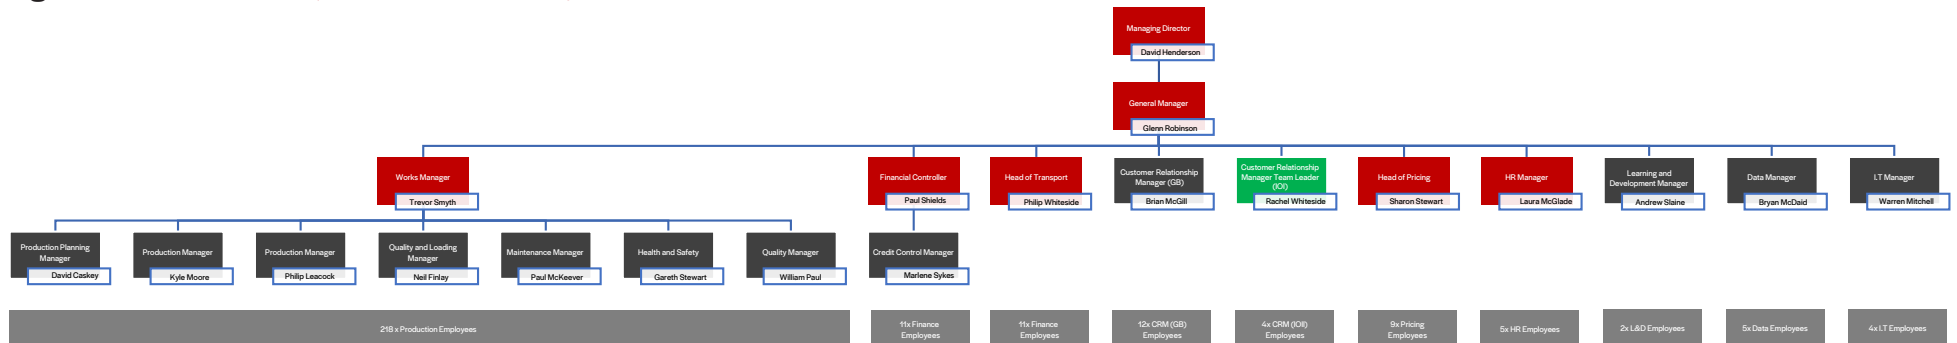 Managing Director
David Henderson
General Manager
Glenn Robinson
Works Manager
Trevor Smyth
Financial Controller
Paul Shields
Head of Transport
Philip Whiteside
Customer Relationship
Manager (GB)
Brian McGill
Customer Relationship
Manager Team Leader
(IOI)
Rachel Whiteside
Head of Pricing
Sharon Stewart
HR Manager
Laura McGlade
Learning and
Development Manager
Andrew Slaine
Data Manager
Bryan McDaid
I.T Manager
Warren Mitchell
Production Planning
Manager
David Caskey
Production Manager
Kyle Moore
Production Manager
Philip Leacock
Quality and Loading
Manager
Neil Finlay
Maintenance Manager
Paul McKeever
Health and Safety
Gareth Stewart
Quality Manager
William Paul
Credit Control Manager
Marlene Sykes
218 x Production Employees
11x Finance
Employees
11x Finance
Employees
12x CRM (GB)
Employees
4x CRM (IOII)
Employees
9x Pricing
Employees
5x HR Employees
2x L&D Employees
5x Data Employees
4x I.T Employees